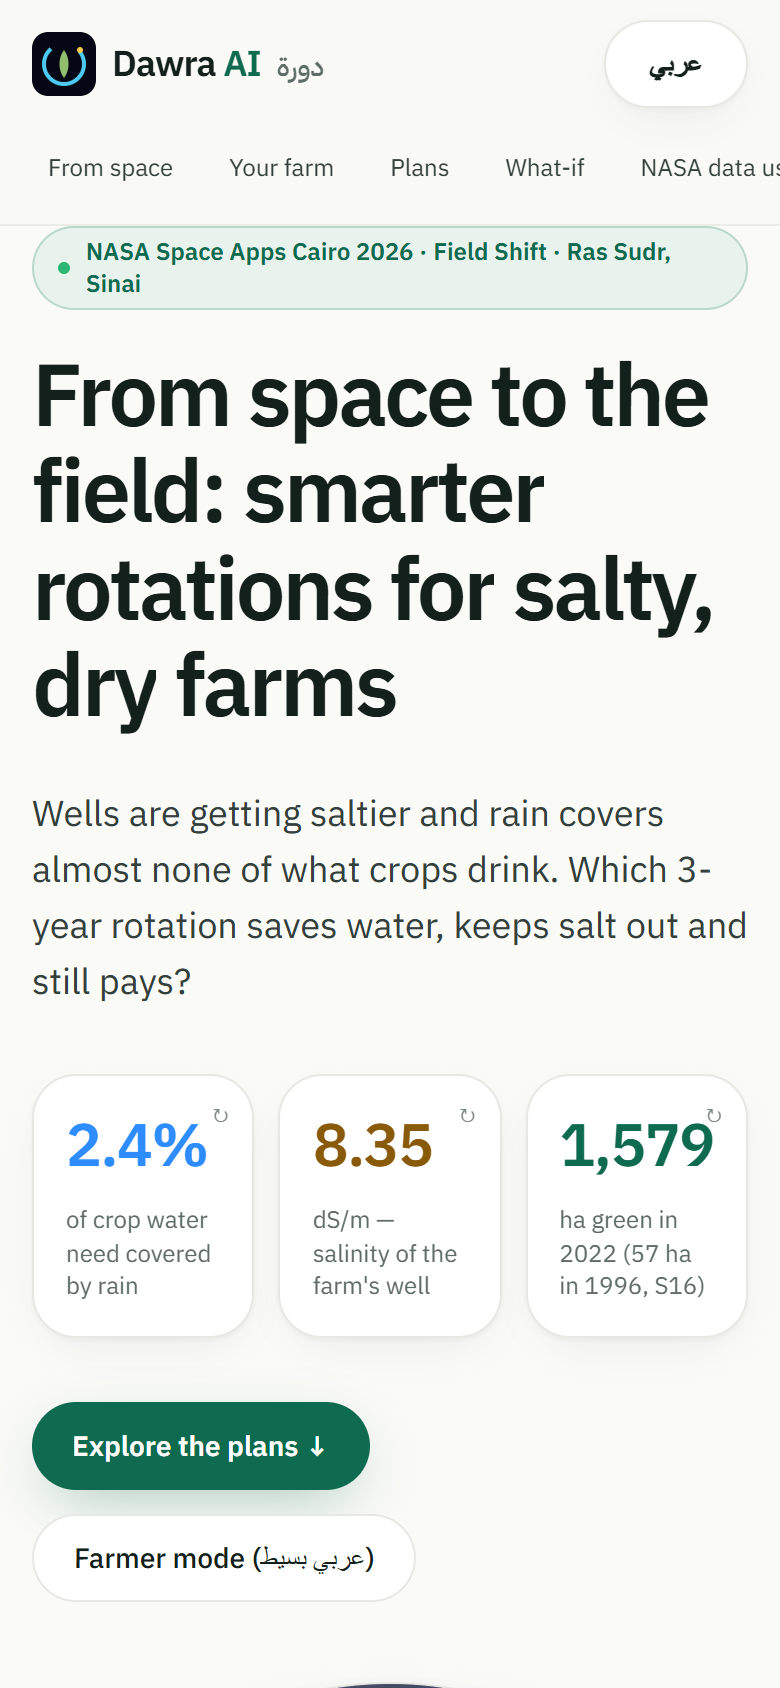 Dawra AI دورة
عربي
From space Your farm Plans What-if NASA data us
NASA Space Apps Cairo 2026 · Field Shift · Ras Sudr,
Sinai
From space to the
field: smarter
rotations for salty,
dry farms
Wells are getting saltier and rain covers
almost none of what crops drink. Which 3-
year rotation saves water, keeps salt out and
still pays?
2.4% ↻
of crop water
need covered
by rain
8.35 ↻
dS/m —
salinity of the
farm's well
1,579 ↻
ha green in
2022 (57 ha
in 1996, S16)
Explore the plans ↓
Farmer mode (عربي بسيط)